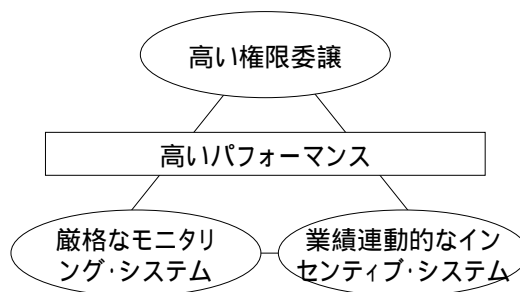 高い権限委譲
高いパフォーマンス
厳格なモニタリ
ング・システム
業績連動的なイン
センティブ・システム